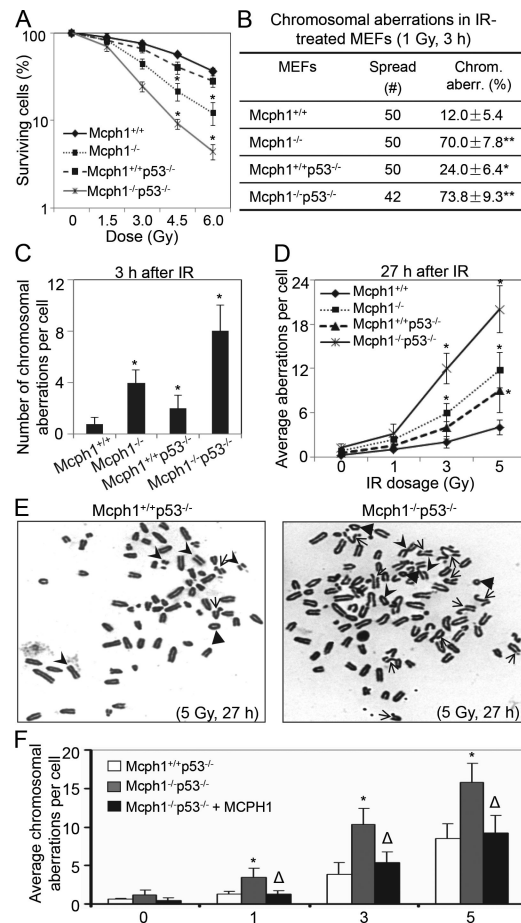 A
Surviving cells (%)
100
10
1
Mcph1+/+
Mcph1-/-
Mcph1+/+p53-/-
Mcph1-/-p53-/-
* * * * *
0 1.5 3.0 4.5 6.0
Dose (Gy)
B Chromosomal aberrations in IR-
treated MEFs (1 Gy, 3 h)
MEFs Spread Chrom.
(#) aberr. (%)
Mcph1+/+ 50 12.0±5.4
Mcph1-/- 50 70.0±7.8**
Mcph1+/+p53-/- 50 24.0±6.4*
Mcph1-/-p53-/- 42 73.8±9.3**
C
3 h after IR
Number of chromosomal
aberrations per cell
12
8
4
0
* * *
Mcph1+/+
Mcph1-/-
Mcph1+/+p53-/-
Mcph1-/-p53-/-
D
27 h after IR
Average aberrations per cell
24
18
12
6
0
Mcph1+/+
Mcph1-/-
Mcph1+/+p53-/-
Mcph1-/-p53-/-
* * * * *
0 1 3 5
IR dosage (Gy)
E
Mcph1+/+p53-/- Mcph1-/-p53-/-
(5 Gy, 27 h) (5 Gy, 27 h)
F
Average chromosomal
aberrations per cell
20
15
10
5
0
Mcph1+/+p53-/-
Mcph1-/-p53-/-
Mcph1-/-p53-/- + MCPH1
* Δ * Δ * Δ
0 1 3 5